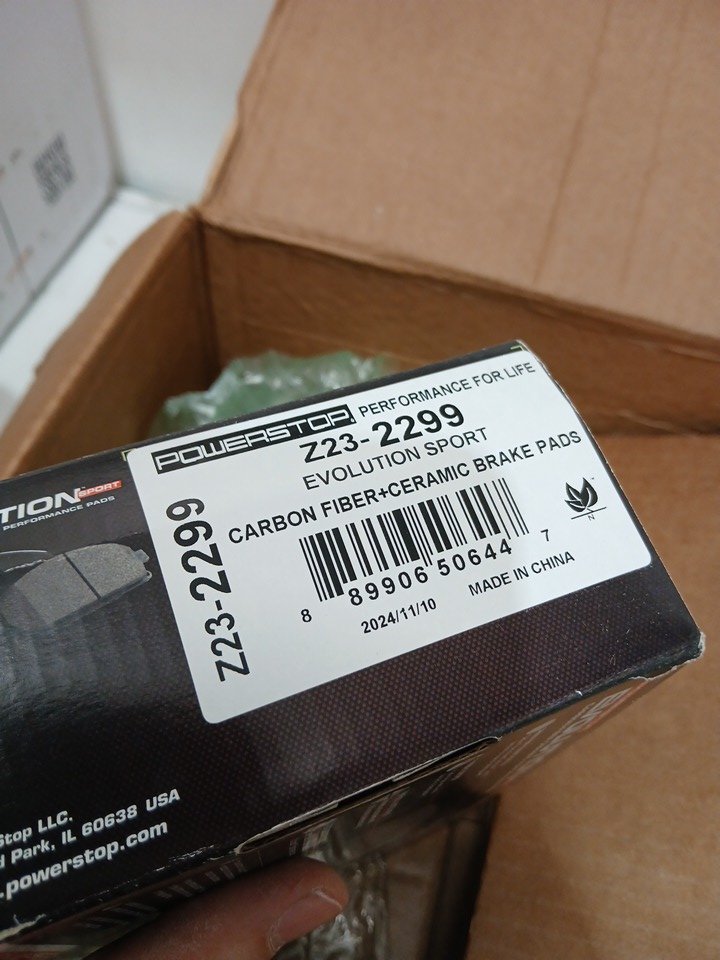 POWERSTOP PERFORMANCE FOR LIFE
Z23-2299
EVOLUTION SPORT
CARBON FIBER+CERAMIC BRAKE PADS
Z23-2299
8 89906 50644 7
N
2024/11/10 MADE IN CHINA
TION SPORT
PERFORMANCE PADS
Stop LLC.
d Park, IL 60638 USA
.powerstop.com